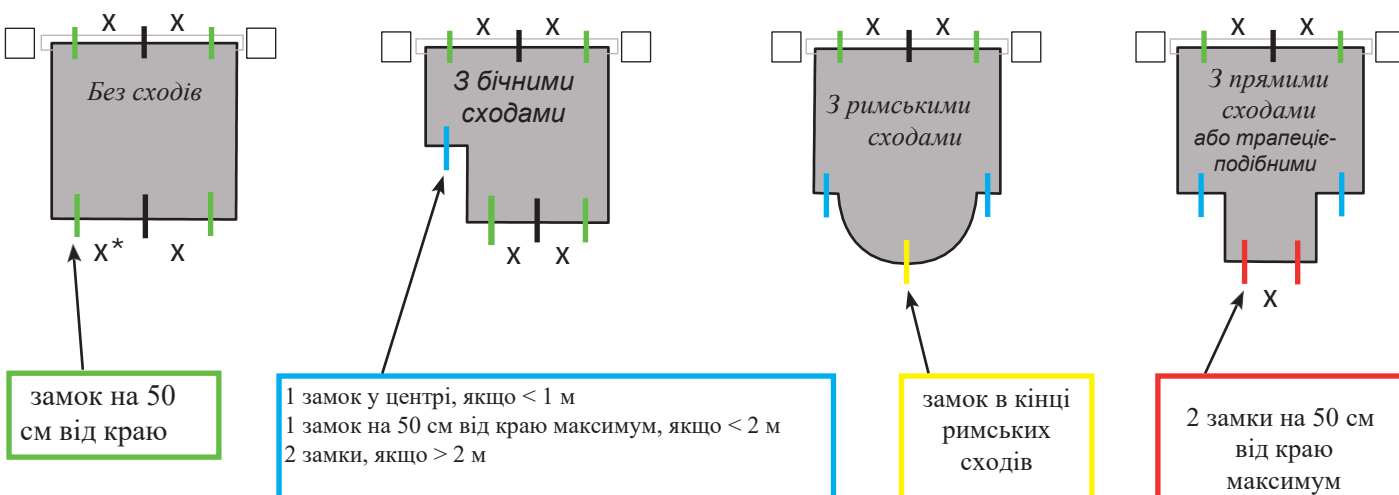 x x
Без сходів
x* x
x x
З бічними
сходами
x x
x x
З римськими
сходами
x x
З прямими
сходами
або трапеціє-
подібними
x
замок на 50
см від краю
1 замок у центрі, якщо < 1 м
1 замок на 50 см від краю максимум, якщо < 2 м
2 замки, якщо > 2 м
замок в кінці
римських
сходів
2 замки на 50 см
від краю
максимум